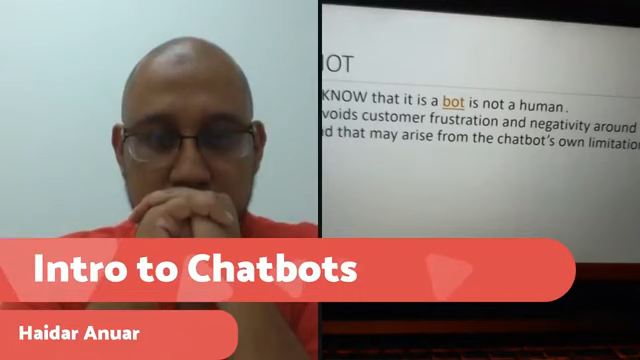 IOT
KNOW that it is a bot is not a human.
voids customer frustration and negativity around
d that may arise from the chatbot's own limitatio
Intro to Chatbots
Haidar Anuar